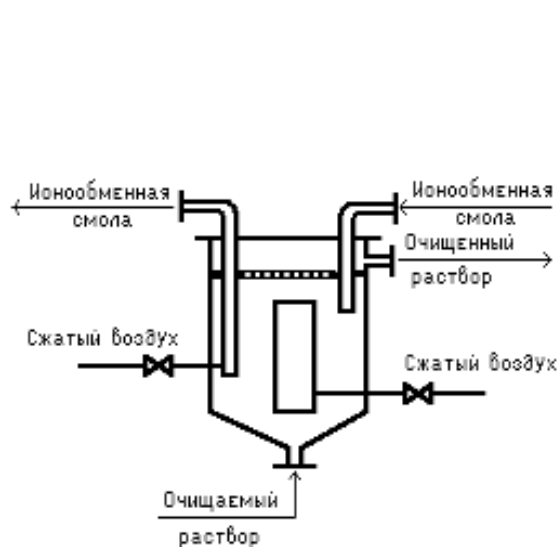 Ионообменная
смола
Ионообменная
смола
Очищенный
раствор
Сжатый воздух
Сжатый воздух
Очищаемый
раствор